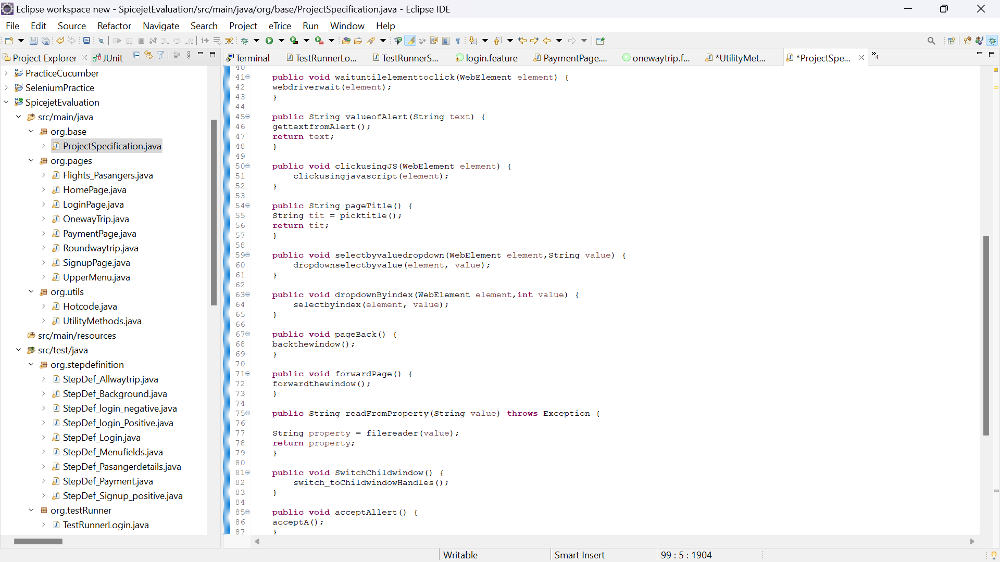 Eclipse workspace new - SpicejetEvaluation/src/main/java/org/base/ProjectSpecification.java - Eclipse IDE
File Edit Source Refactor Navigate Search Project eTrice Run Window Help
Project Explorer JUnit
Terminal TestRunnerLo... TestRunnerS... login.feature PaymentPage.... onewaytrip.f... *UtilityMet... *ProjectSpe... »4
PracticeCucumber
SeleniumPractice
SpicejetEvaluation
src/main/java
org.base
ProjectSpecification.java
org.pages
Flights_Pasangers.java
HomePage.java
LoginPage.java
OnewayTrip.java
PaymentPage.java
Roundwaytrip.java
SignupPage.java
UpperMenu.java
org.utils
Hotcode.java
UtilityMethods.java
src/main/resources
src/test/java
org.stepdefinition
StepDef_Allwaytrip.java
StepDef_Background.java
StepDef_login_negative.java
StepDef_login_Positive.java
StepDef_Login.java
StepDef_Menufields.java
StepDef_Pasangerdetails.java
StepDef_Payment.java
StepDef_Signup_positive.java
org.testRunner
TestRunnerLogin.java
40
41 public void waituntilelementtoclick(WebElement element) {
42 webdriverwait(element);
43 }
44
45 public String valueofAlert(String text) {
46 gettextfromAlert();
47 return text;
48 }
49
50 public void clickusingJS(WebElement element) {
51 clickusingjavascript(element);
52 }
53
54 public String pageTitle() {
55 String tit = picktitle();
56 return tit;
57 }
58
59 public void selectbyvaluedropdown(WebElement element,String value) {
60 dropdownselectbyvalue(element, value);
61 }
62
63 public void dropdownByindex(WebElement element,int value) {
64 selectbyindex(element, value);
65 }
66
67 public void pageBack() {
68 backthewindow();
69 }
70
71 public void forwardPage() {
72 forwardthewindow();
73 }
74
75 public String readFromProperty(String value) throws Exception {
76
77 String property = filereader(value);
78 return property;
79 }
80
81 public void SwitchChildwindow() {
82 switch_toChildwindowHandles();
83 }
84
85 public void acceptAllert() {
86 acceptA();
87 }
Writable Smart Insert 99 : 5 : 1904